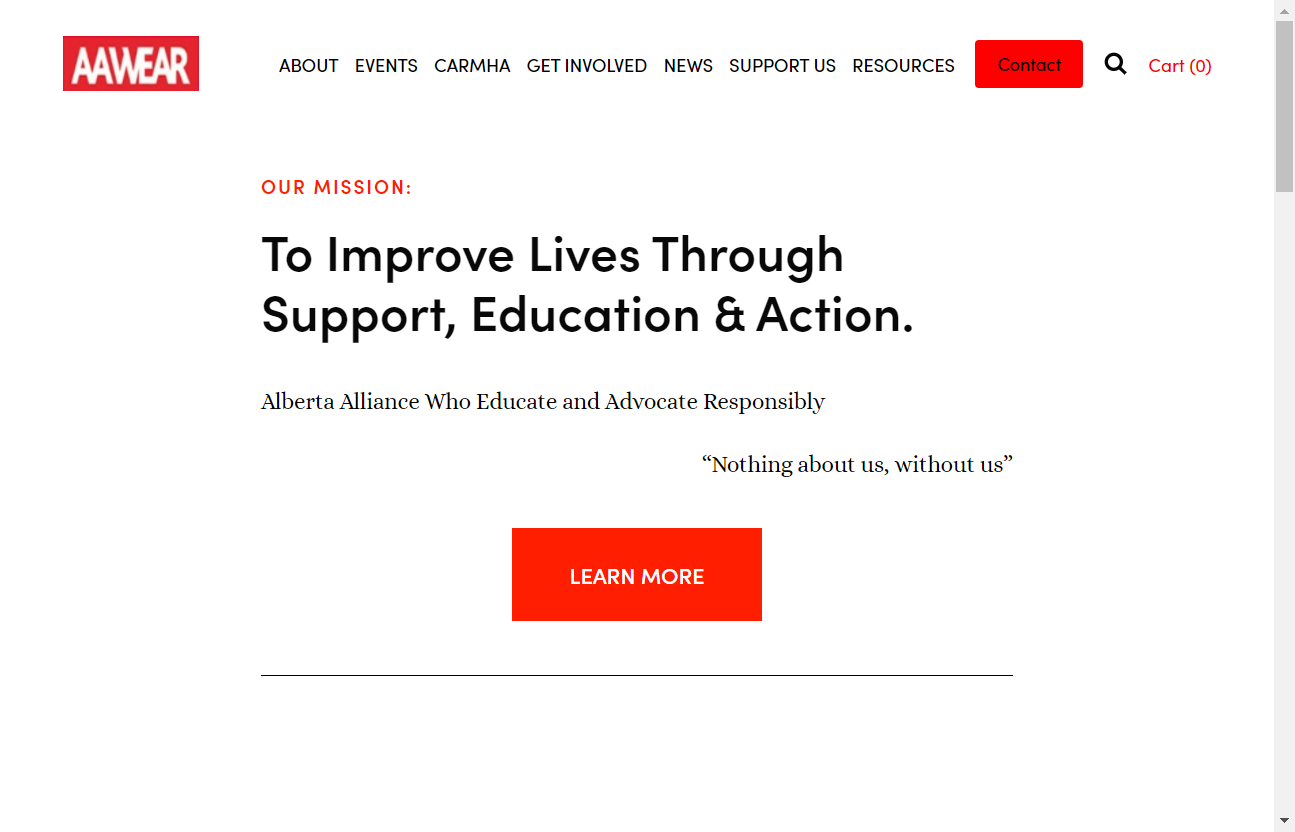 AAWEAR
ABOUT EVENTS CARMHA GET INVOLVED NEWS SUPPORT US RESOURCES Contact Cart (0)
OUR MISSION:
To Improve Lives Through
Support, Education & Action.
Alberta Alliance Who Educate and Advocate Responsibly
“Nothing about us, without us”
LEARN MORE